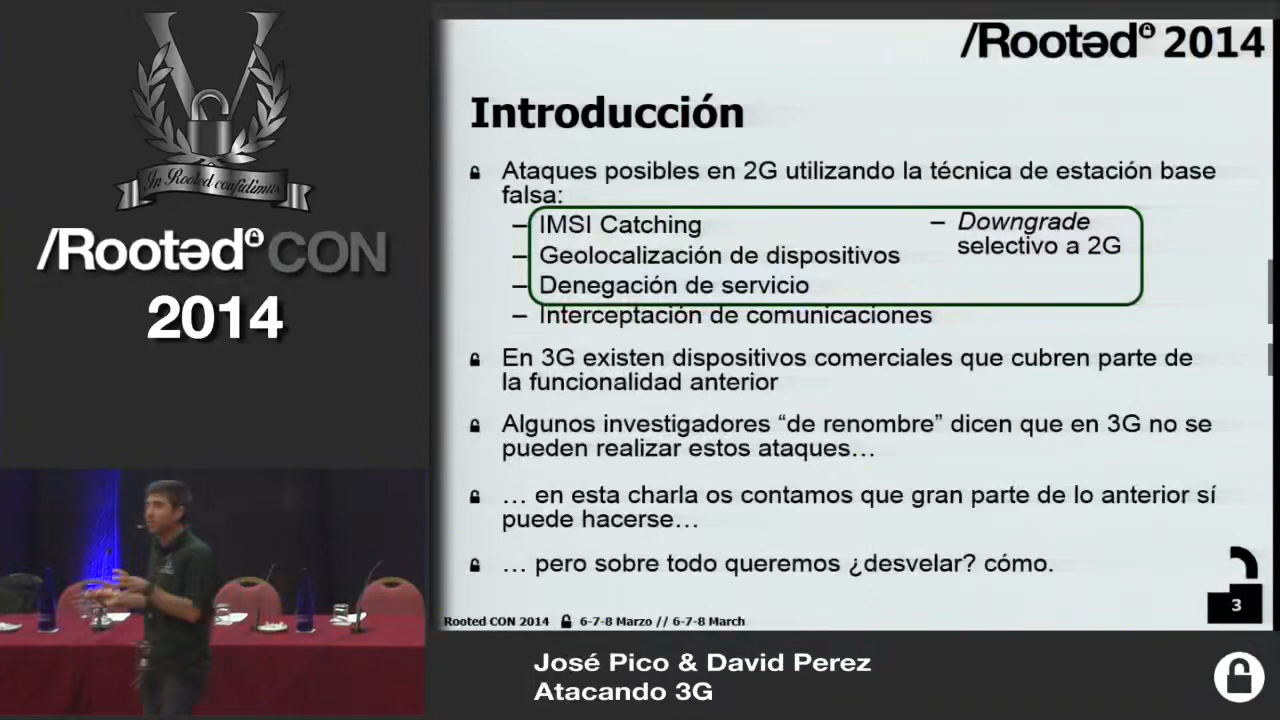 In Rooted confidimus
/Rootəd CON
2014
/Rootəd 2014
Introducción
Ataques posibles en 2G utilizando la técnica de estación base
falsa:
– IMSI Catching
– Geolocalización de dispositivos
– Denegación de servicio
– Interceptación de comunicaciones
– Downgrade
selectivo a 2G
En 3G existen dispositivos comerciales que cubren parte de
la funcionalidad anterior
Algunos investigadores “de renombre” dicen que en 3G no se
pueden realizar estos ataques…
… en esta charla os contamos que gran parte de lo anterior sí
puede hacerse…
… pero sobre todo queremos ¿desvelar? cómo.
3
Rooted CON 2014 6-7-8 Marzo // 6-7-8 March
José Pico & David Perez
Atacando 3G